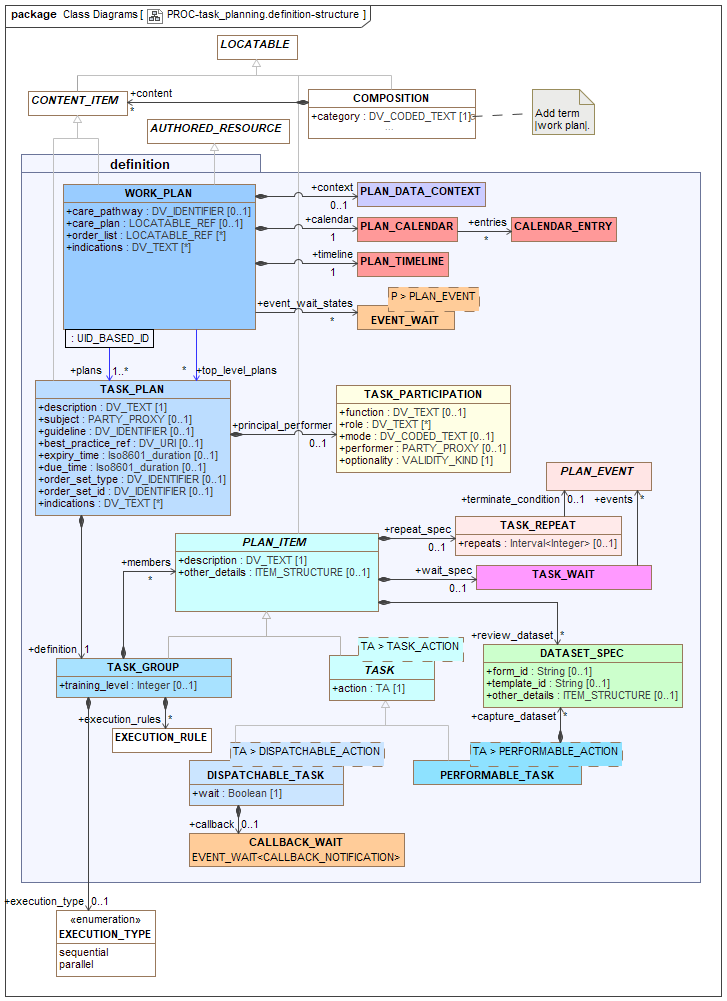 package Class Diagrams [ PROC-task_planning.definition-structure ]
LOCATABLE
+content
*
CONTENT_ITEM
COMPOSITION
+category : DV_CODED_TEXT [1]
...
Add term
|work plan|.
AUTHORED_RESOURCE
definition
WORK_PLAN
+care_pathway : DV_IDENTIFIER [0..1]
+care_plan : LOCATABLE_REF [0..1]
+order_list : LOCATABLE_REF [*]
+indications : DV_TEXT [*]
: UID_BASED_ID
+context
0..1
PLAN_DATA_CONTEXT
+calendar
1
PLAN_CALENDAR
+entries
*
CALENDAR_ENTRY
+timeline
1
PLAN_TIMELINE
+event_wait_states
*
P > PLAN_EVENT
EVENT_WAIT
+plans
1..*
*
+top_level_plans
TASK_PLAN
+description : DV_TEXT [1]
+subject : PARTY_PROXY [0..1]
+guideline : DV_IDENTIFIER [0..1]
+best_practice_ref : DV_URI [0..1]
+expiry_time : Iso8601_duration [0..1]
+due_time : Iso8601_duration [0..1]
+order_set_type : DV_IDENTIFIER [0..1]
+order_set_id : DV_IDENTIFIER [0..1]
+indications : DV_TEXT [*]
+principal_performer
0..1
TASK_PARTICIPATION
+function : DV_TEXT [0..1]
+role : DV_TEXT [*]
+mode : DV_CODED_TEXT [0..1]
+performer : PARTY_PROXY [0..1]
+optionality : VALIDITY_KIND [1]
PLAN_EVENT
+terminate_condition
0..1
+events
*
TASK_REPEAT
+repeats : Interval<Integer> [0..1]
+repeat_spec
0..1
PLAN_ITEM
+description : DV_TEXT [1]
+other_details : ITEM_STRUCTURE [0..1]
+wait_spec
0..1
TASK_WAIT
+members
*
+review_dataset
*
+definition
1
TASK_GROUP
+training_level : Integer [0..1]
TA > TASK_ACTION
TASK
+action : TA [1]
DATASET_SPEC
+form_id : String [0..1]
+template_id : String [0..1]
+other_details : ITEM_STRUCTURE [0..1]
+execution_rules
*
EXECUTION_RULE
+capture_dataset
*
TA > DISPATCHABLE_ACTION
DISPATCHABLE_TASK
+wait : Boolean [1]
TA > PERFORMABLE_ACTION
PERFORMABLE_TASK
+callback
0..1
CALLBACK_WAIT
EVENT_WAIT<CALLBACK_NOTIFICATION>
+execution_type
0..1
«enumeration»
EXECUTION_TYPE
sequential
parallel